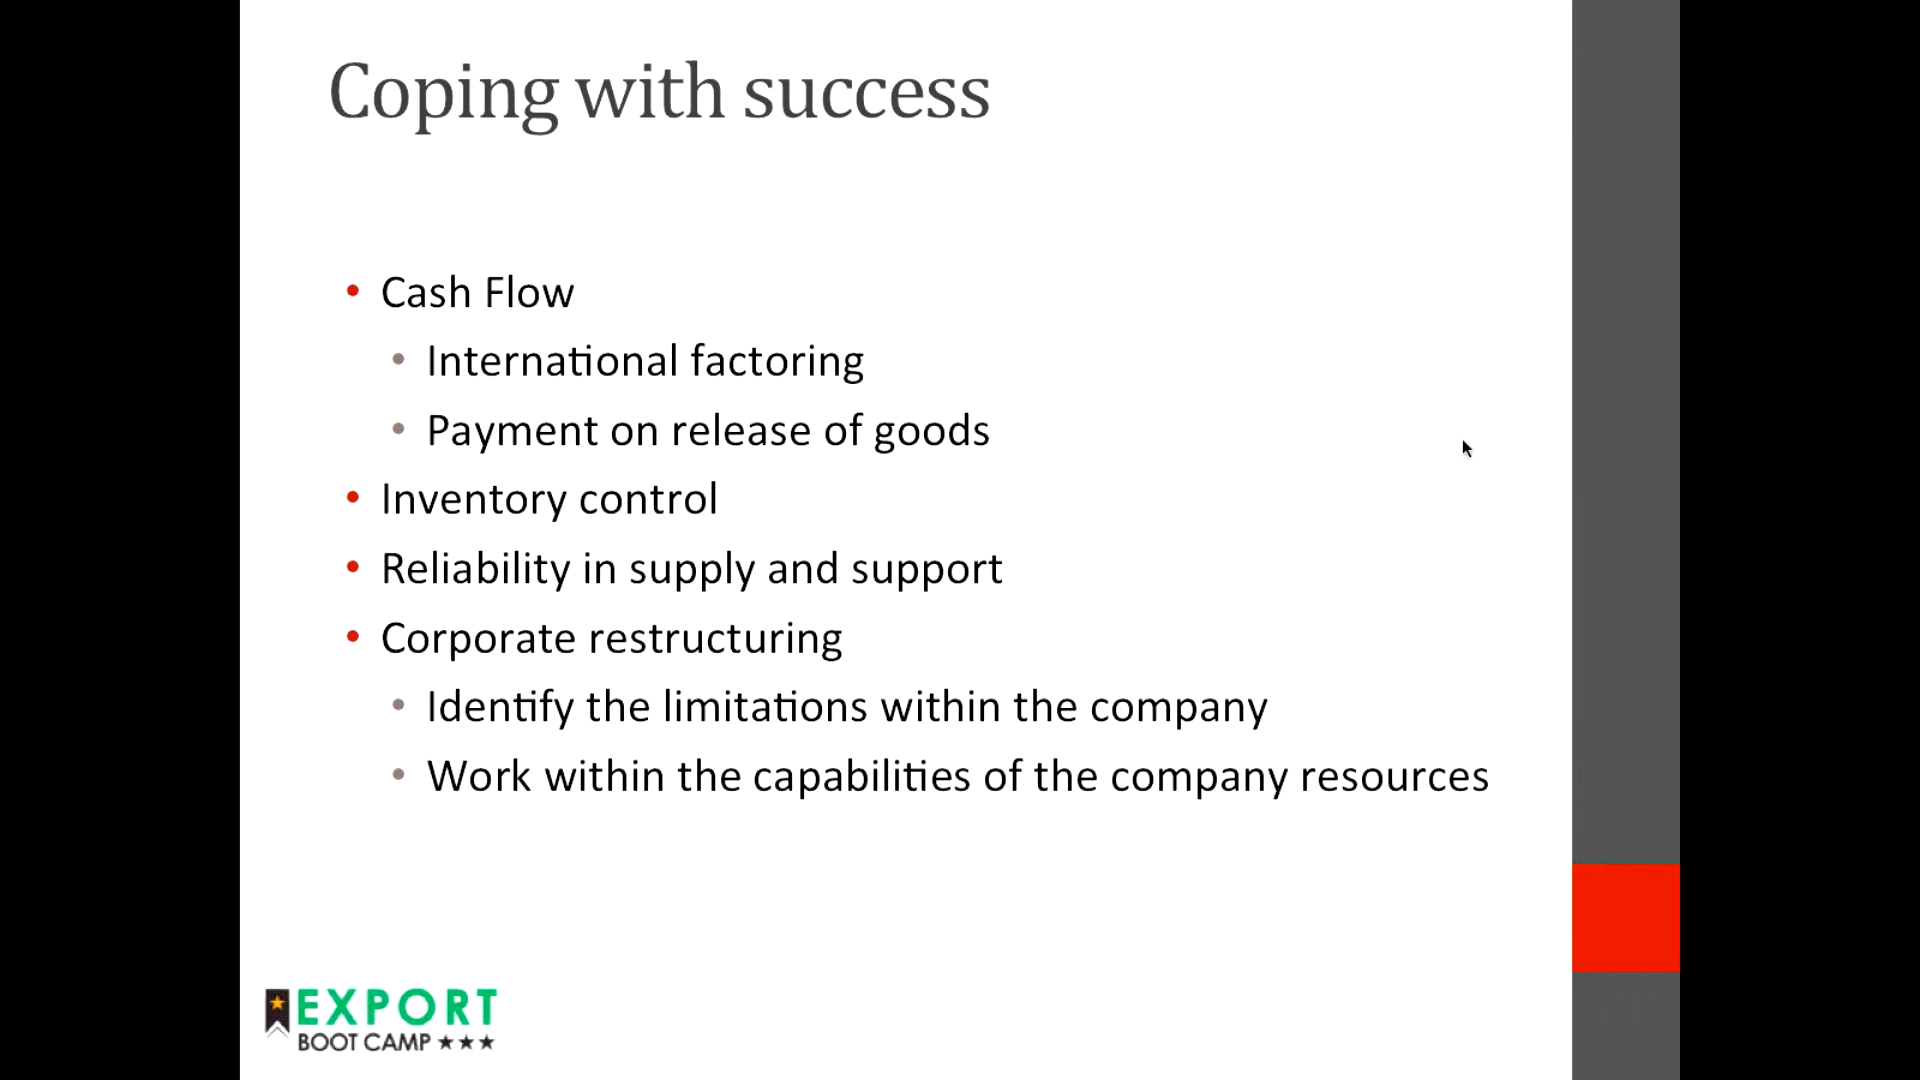 Coping with success
• Cash Flow
• International factoring
• Payment on release of goods
• Inventory control
• Reliability in supply and support
• Corporate restructuring
• Identify the limitations within the company
• Work within the capabilities of the company resources
EXPORT
BOOT CAMP ★★★